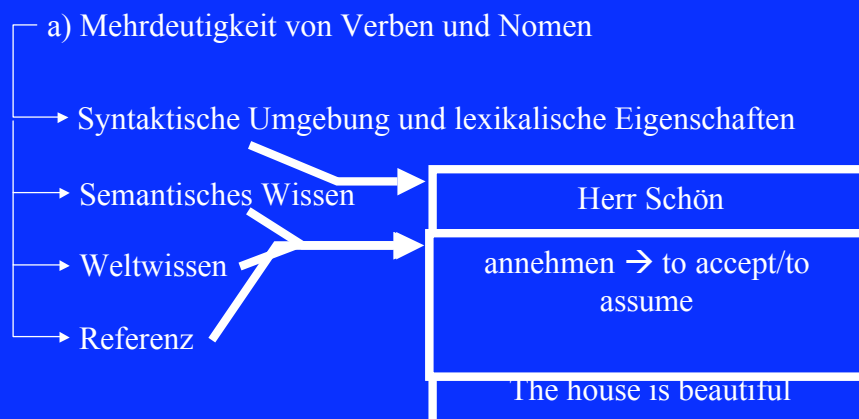 a) Mehrdeutigkeit von Verben und Nomen
Syntaktische Umgebung und lexikalische Eigenschaften
Semantisches Wissen
Herr Schön
Weltwissen
annehmen → to accept/to
assume
Referenz
The house is beautiful